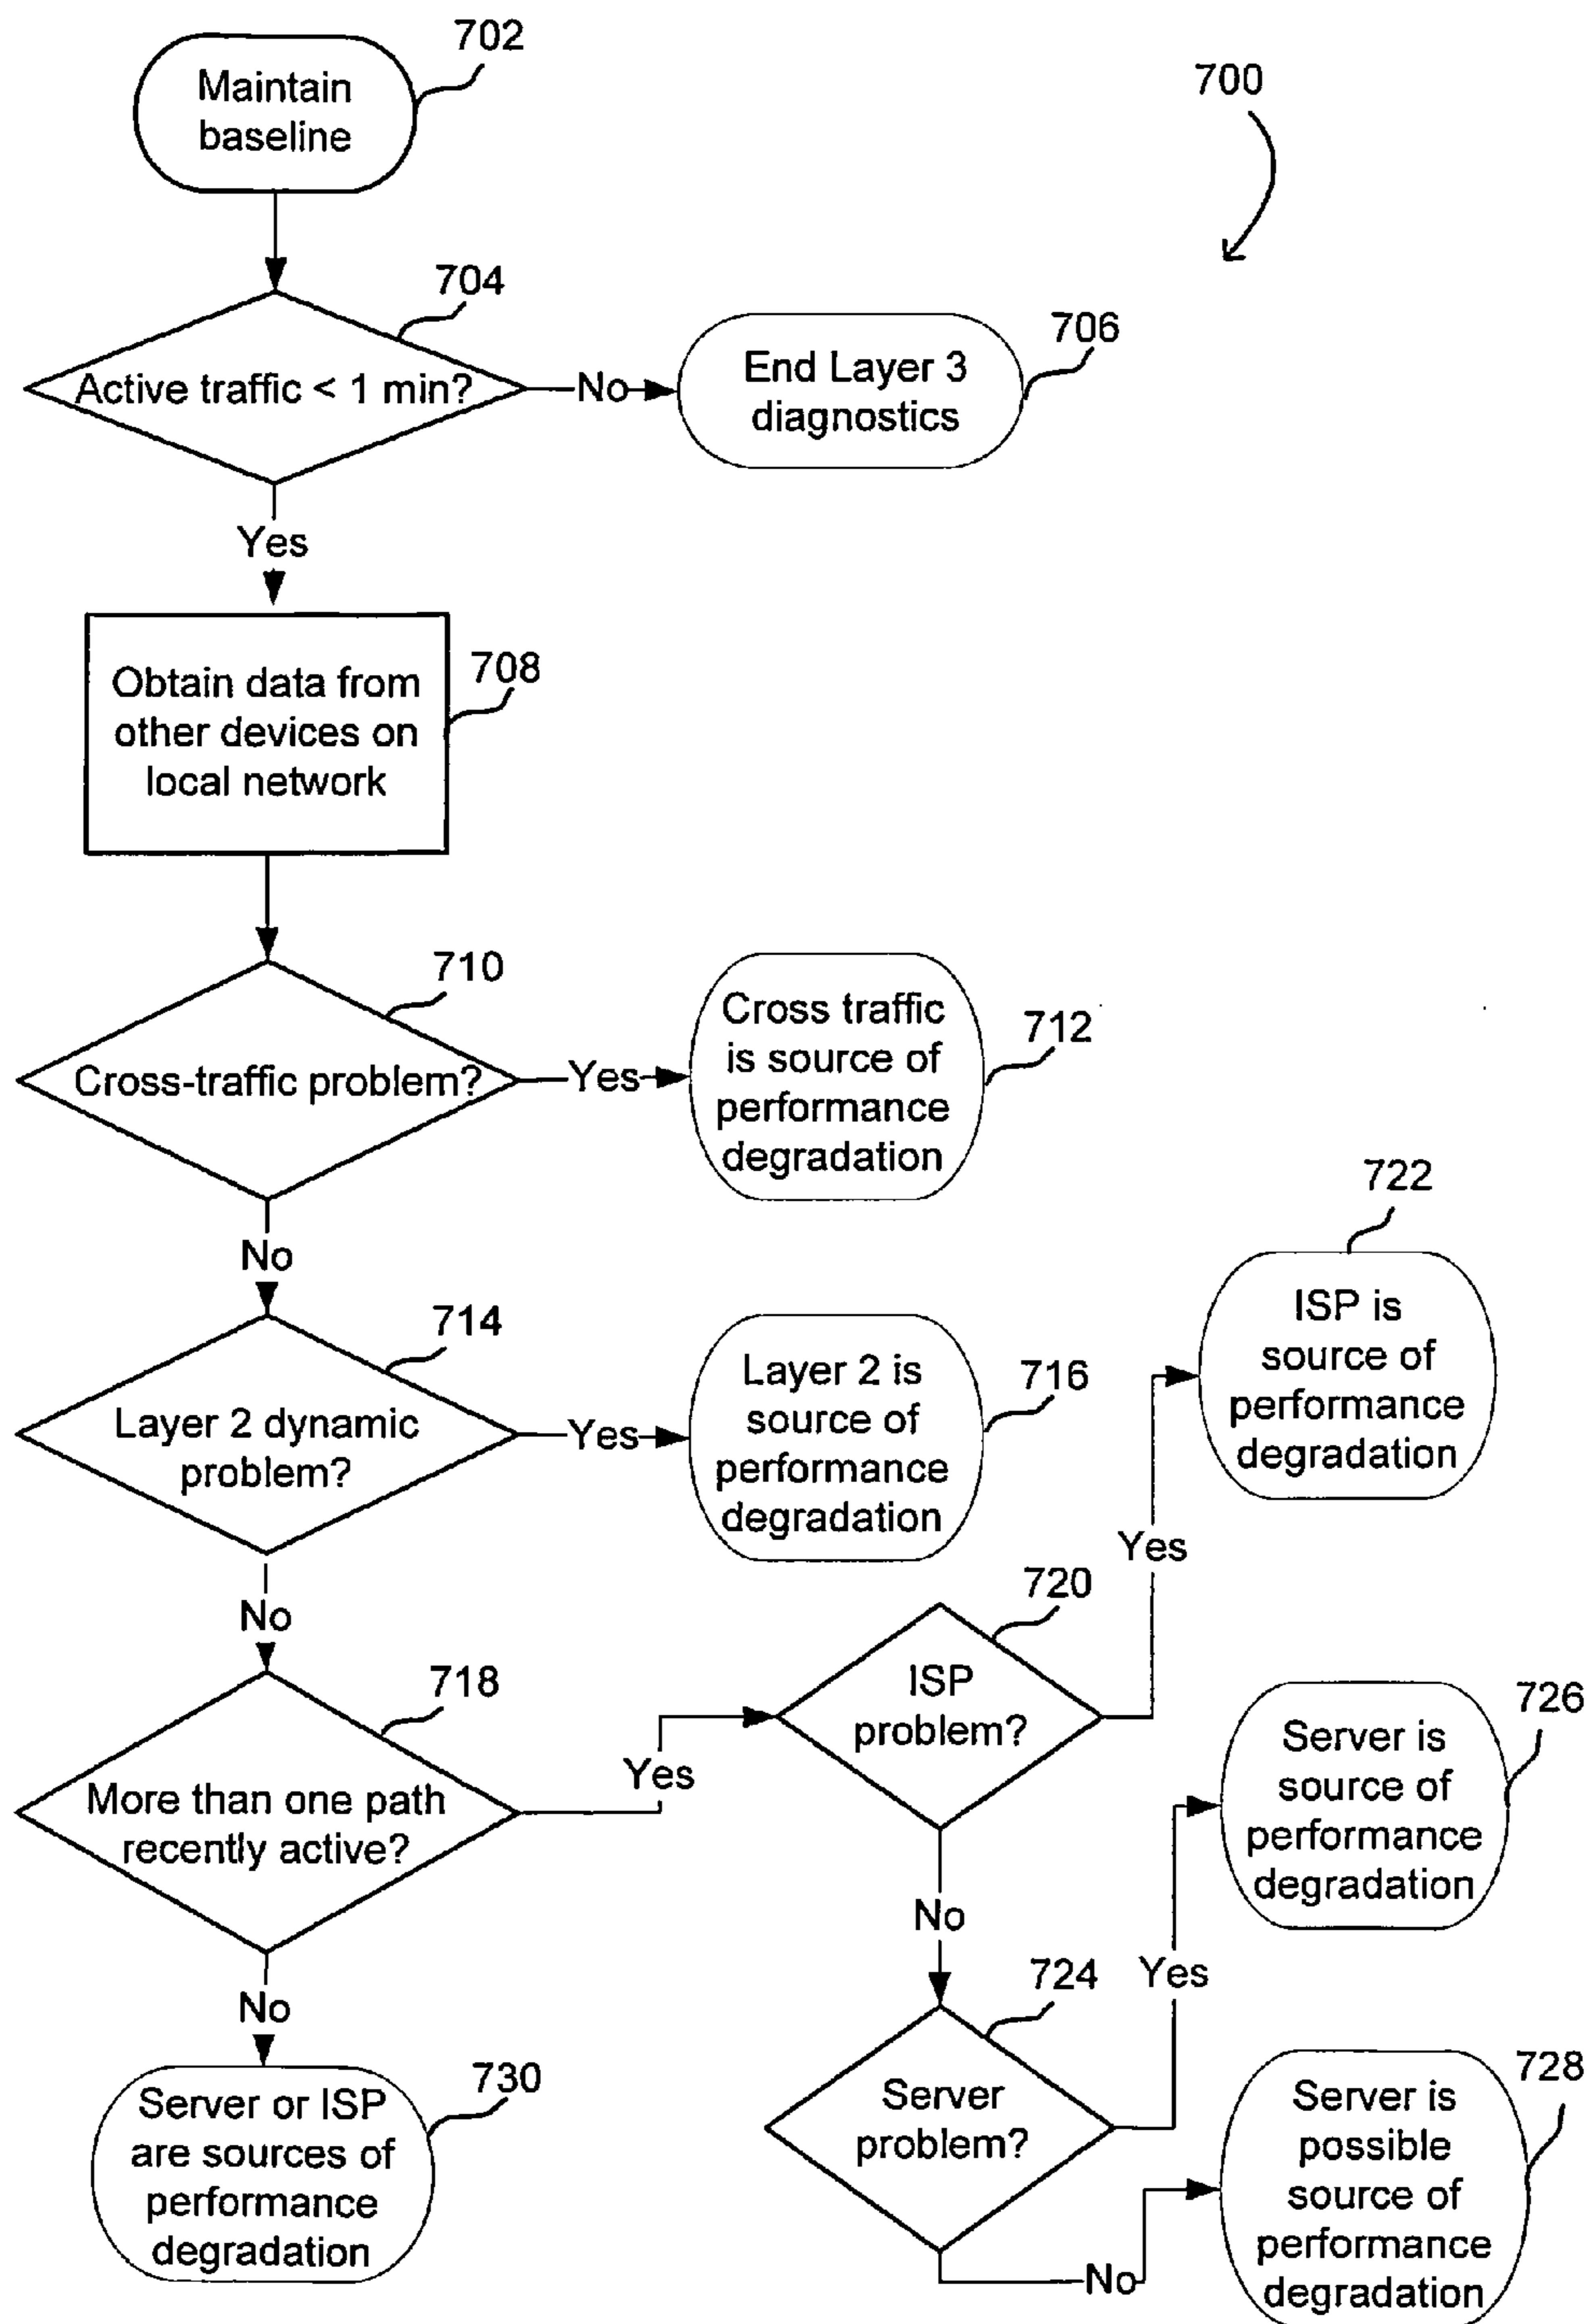 702
Maintain
baseline
700
704
Active traffic < 1 min?
No
706
End Layer 3
diagnostics
Yes
708
Obtain data from
other devices on
local network
710
Cross-traffic problem?
Yes
712
Cross traffic
is source of
performance
degradation
No
714
Layer 2 dynamic
problem?
Yes
716
Layer 2 is
source of
performance
degradation
No
718
More than one path
recently active?
Yes
720
ISP
problem?
Yes
722
ISP is
source of
performance
degradation
No
724
Server
problem?
Yes
726
Server is
source of
performance
degradation
No
728
Server is
possible
source of
performance
degradation
No
730
Server or ISP
are sources of
performance
degradation